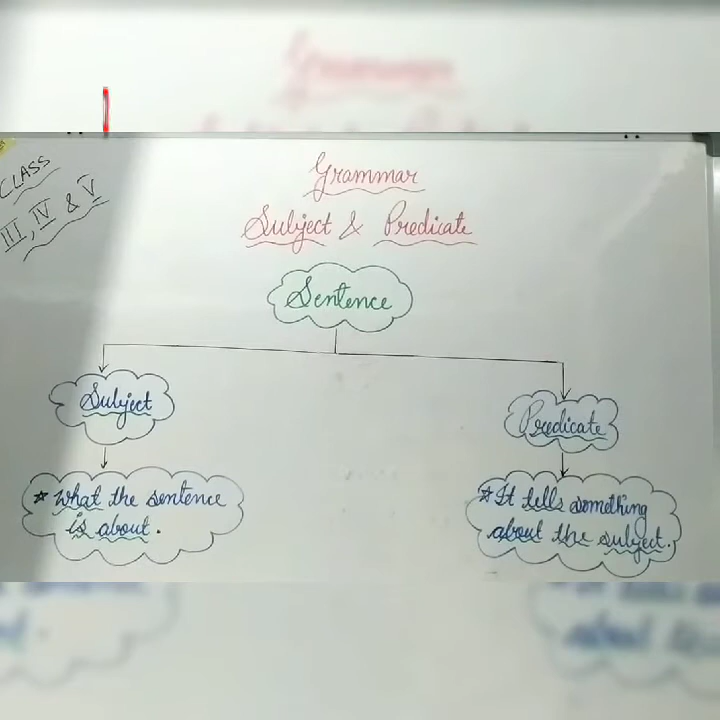 CLASS
III, IV & V
Grammar
Subject & Predicate
Sentence
Subject
Predicate
* what the sentence
is about.
* It tells something
about the subject.